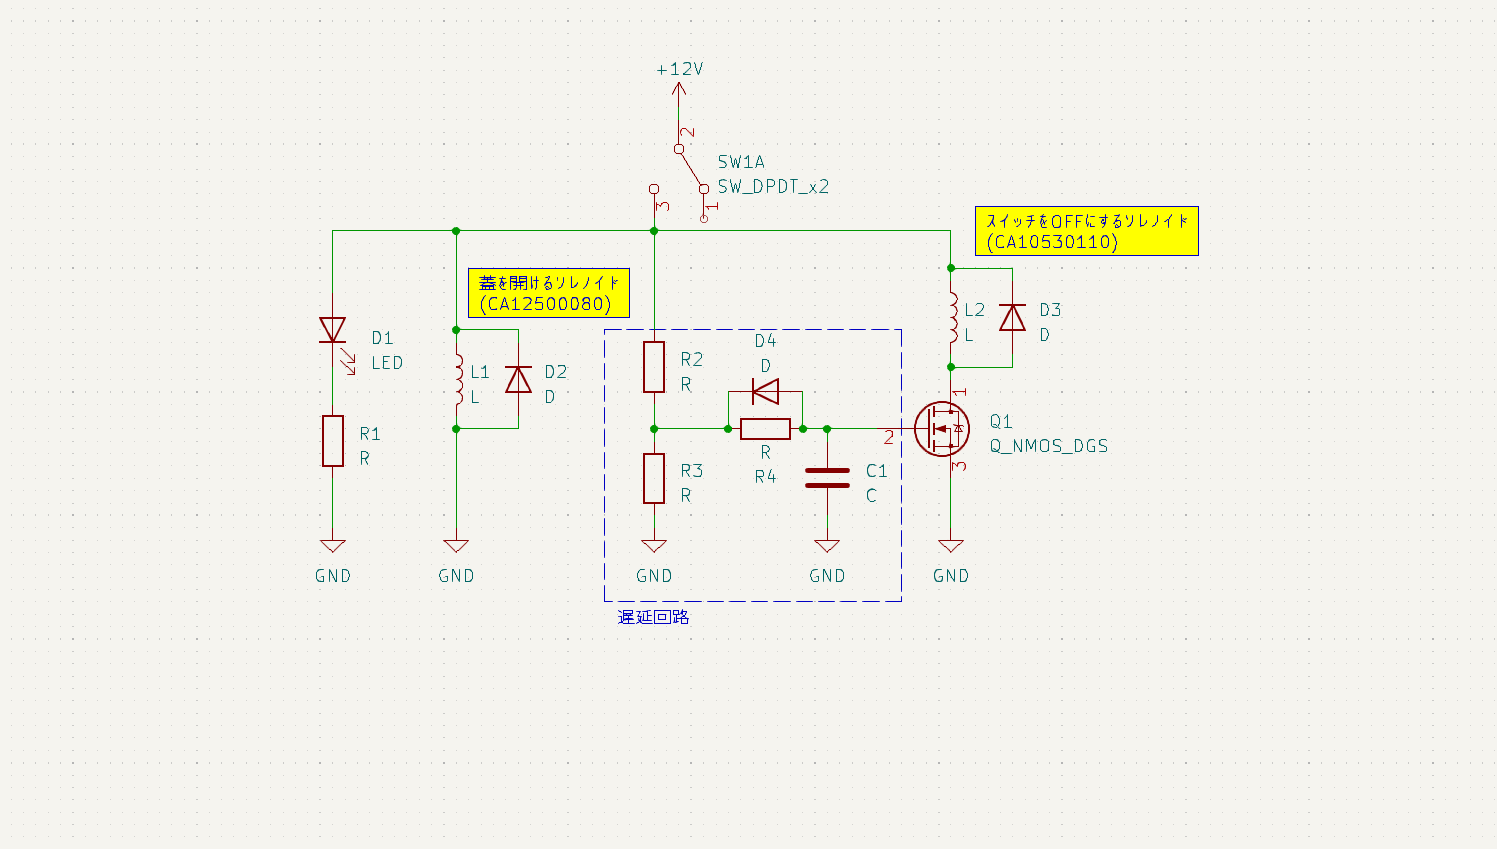 +12V
2
SW1A
SW_DPDT_x2
3
1
スイッチをOFFにするソレノイド
(CA10530110)
蓋を開けるソレノイド
(CA12500080)
D1
LED
L1
L
D2
D
R2
R
D4
D
L2
L
D3
D
1
R1
R
R3
R
R
R4
2
C1
C
Q1
Q_NMOS_DGS
3
GND
GND
GND
GND
GND
遅延回路